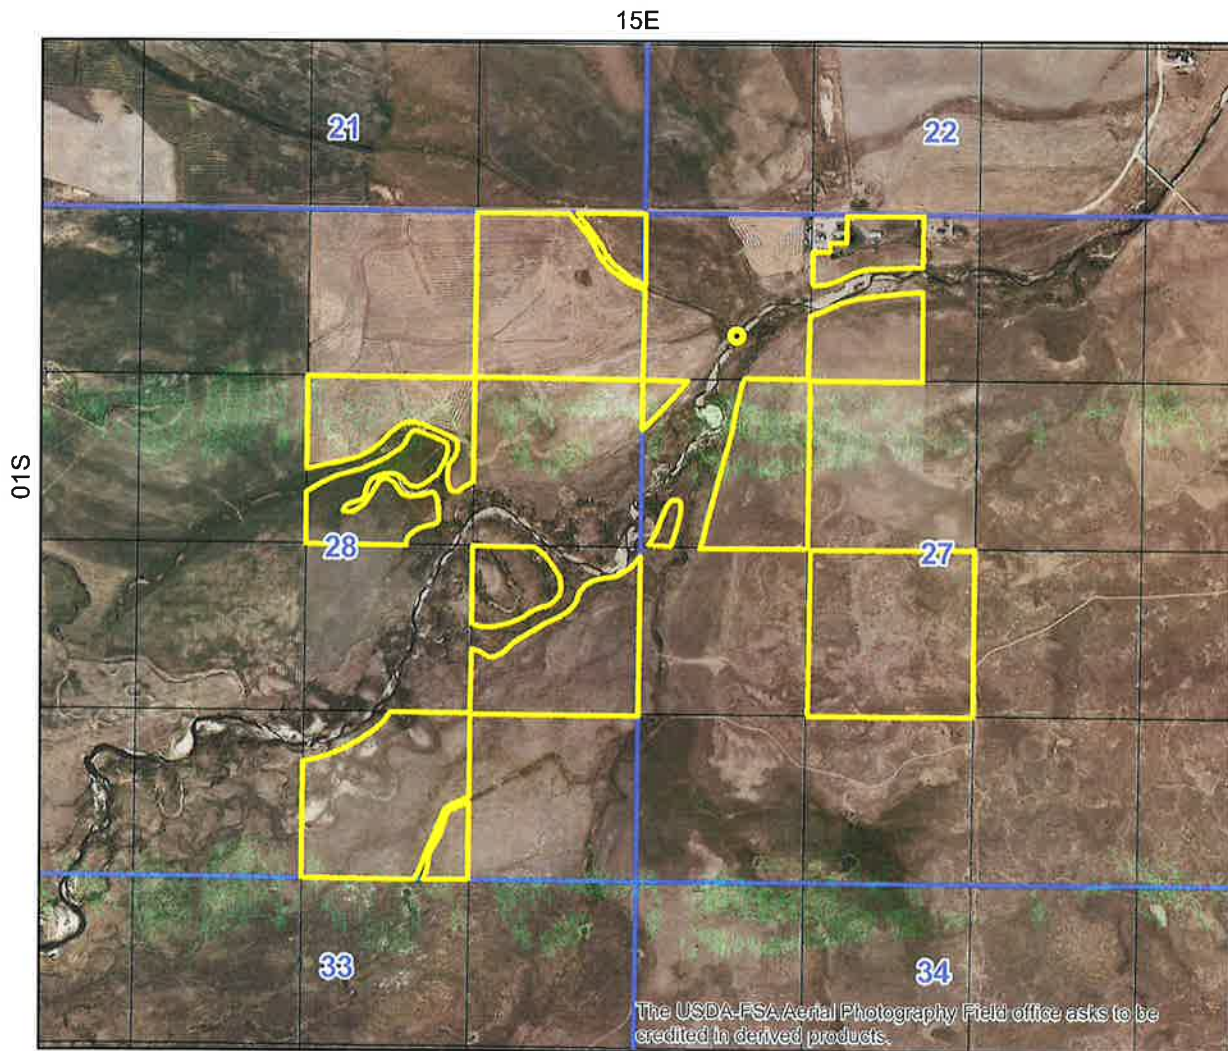 15E
21
22
01S
28
27
33
34
The USDA-FSA Aerial Photography Field office asks to be
credited in derived products.